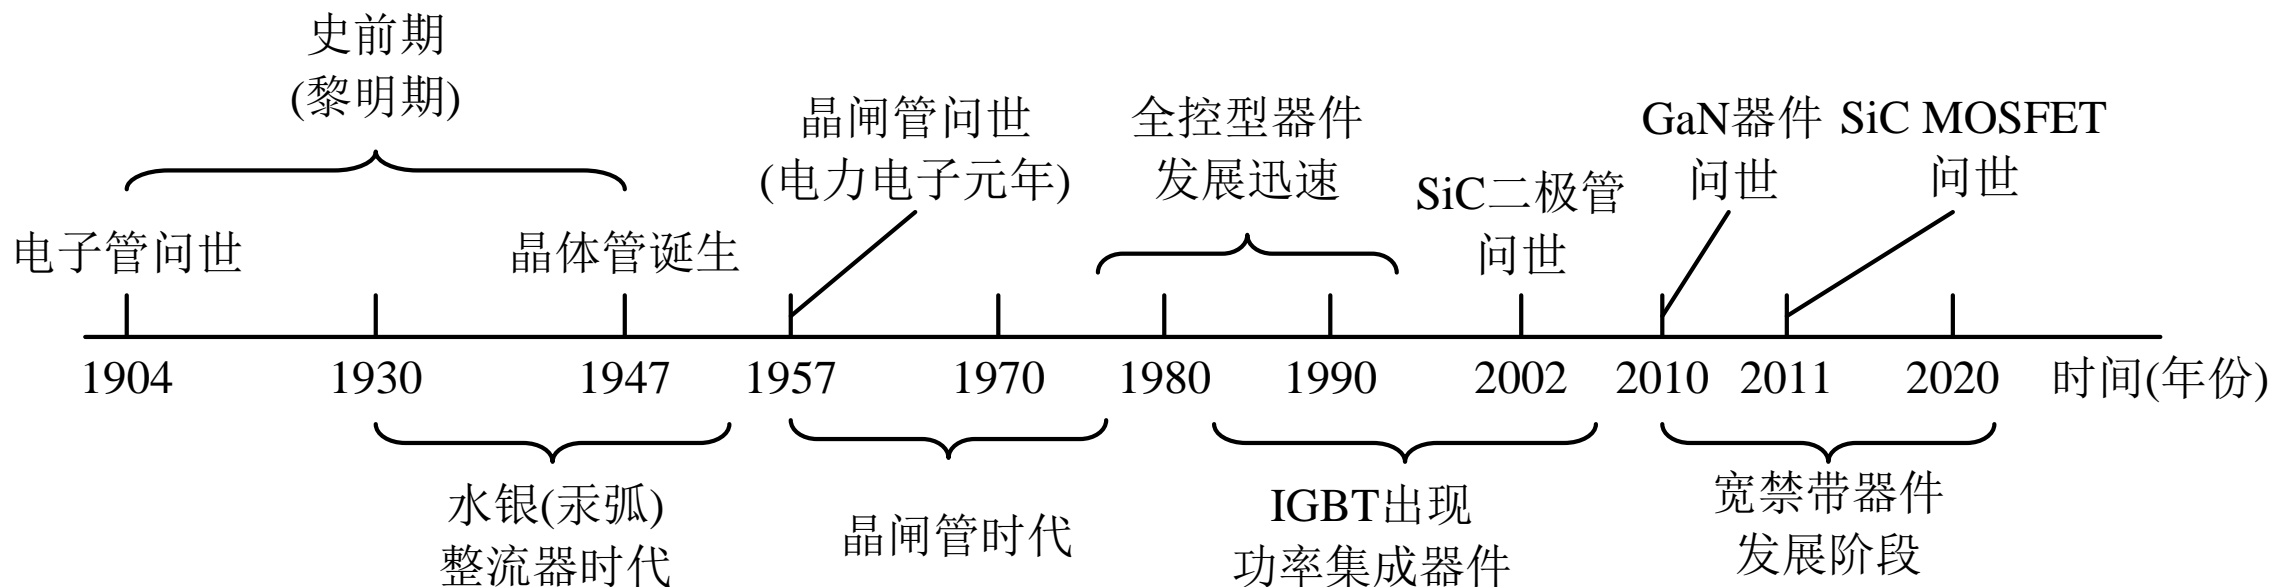 史前期
(黎明期)
晶闸管问世
(电力电子元年)
全控型器件
发展迅速
GaN器件
问世
SiC MOSFET
问世
SiC二极管
问世
电子管问世
晶体管诞生
1904
1930
1947
1957
1970
1980
1990
2002
2010
2011
2020
时间(年份)
水银(汞弧)
整流器时代
晶闸管时代
IGBT出现
功率集成器件
宽禁带器件
发展阶段